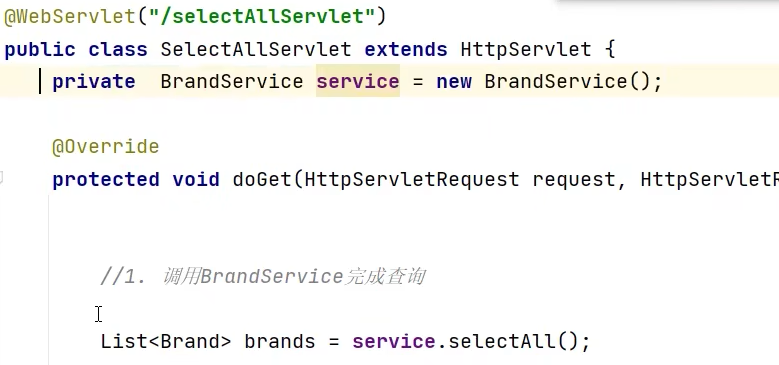 @WebServlet("/selectAllServlet")
public class SelectAllServlet extends HttpServlet {
private  BrandService service = new BrandService();
@Override
protected void doGet(HttpServletRequest request, HttpServletR
//1. 调用BrandService完成查询
List<Brand> brands = service.selectAll();